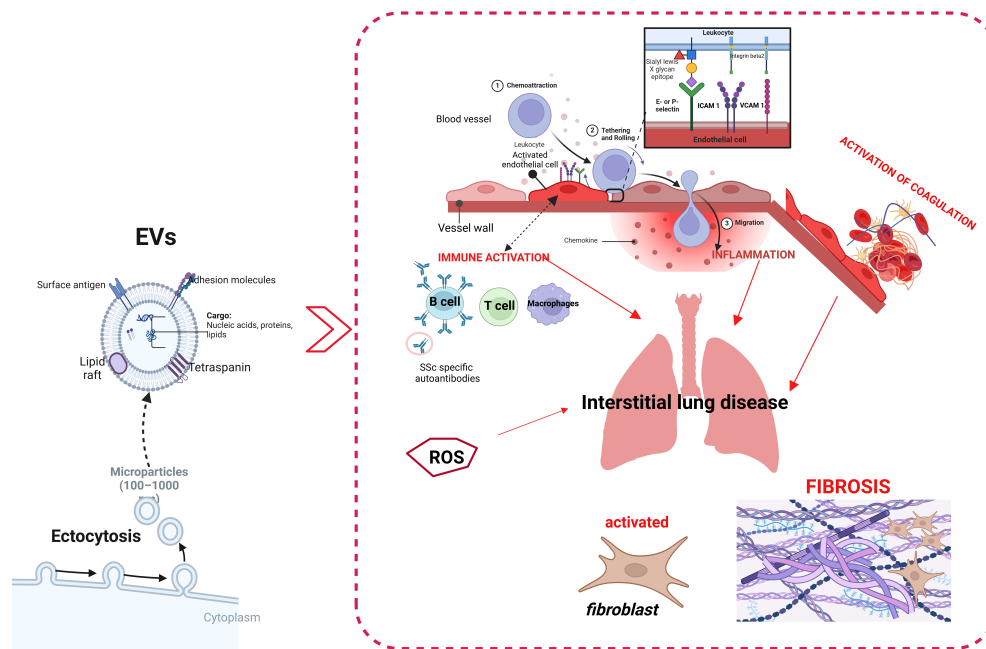 EVs
Surface antigen
Adhesion molecules
Cargo:
Nucleic acids, proteins,
lipids
Lipid
raft
Tetraspanin
Microparticles
(100–1000
Ectocytosis
Cytoplasm
Leukocyte
Integrin beta2
Sialyl lewis
X glycan
epitope
E- or P-
selectin
ICAM 1
VCAM 1
Endothelial cell
1 Chemoattraction
Blood vessel
Leukocyte
2 Tethering
and Rolling
Activated
endothelial cell
Vessel wall
Chemokine
3 Migration
ACTIVATION OF COAGULATION
IMMUNE ACTIVATION
INFLAMMATION
B cell
T cell
Macrophages
SSc specific
autoantibodies
Interstitial lung disease
ROS
FIBROSIS
activated
fibroblast